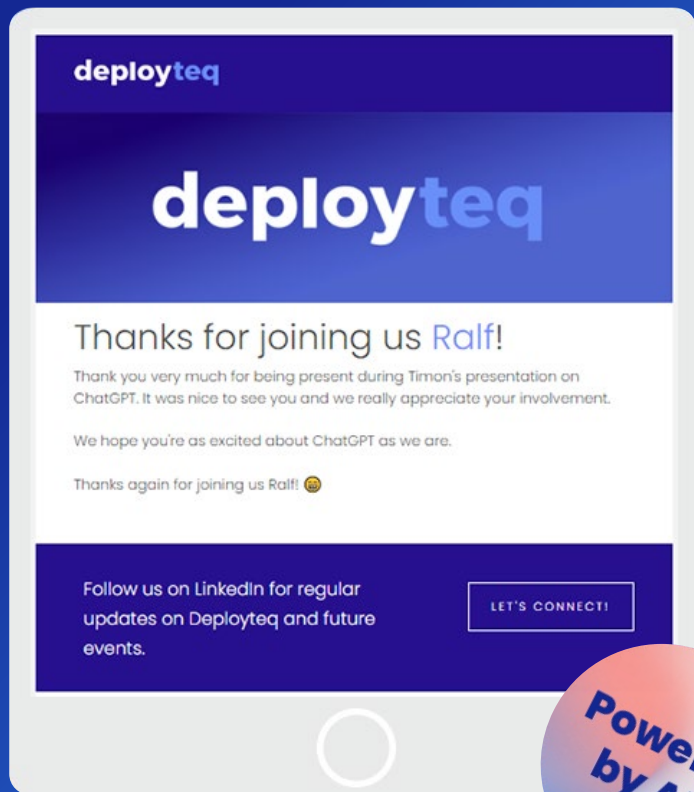 deployteq
deployteq
Thanks for joining us Ralf!
Thank you very much for being present during Timon's presentation on
ChatGPT. It was nice to see you and we really appreciate your involvement.
We hope you're as excited about ChatGPT as we are.
Thanks again for joining us Ralf! 😁
Follow us on LinkedIn for regular
updates on Deployteq and future
events.
LET'S CONNECT!
by